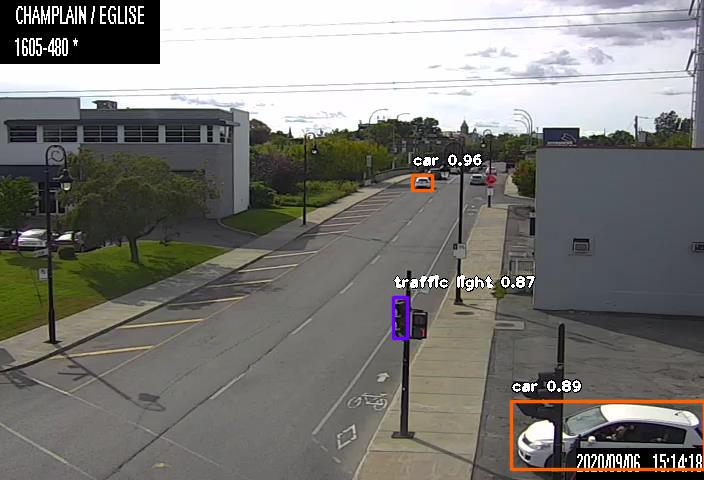 CHAMPLAIN / EGLISE
1605-480 *
car 0.96
traffic light 0.87
car 0.89
2020/09/06 15:14:18